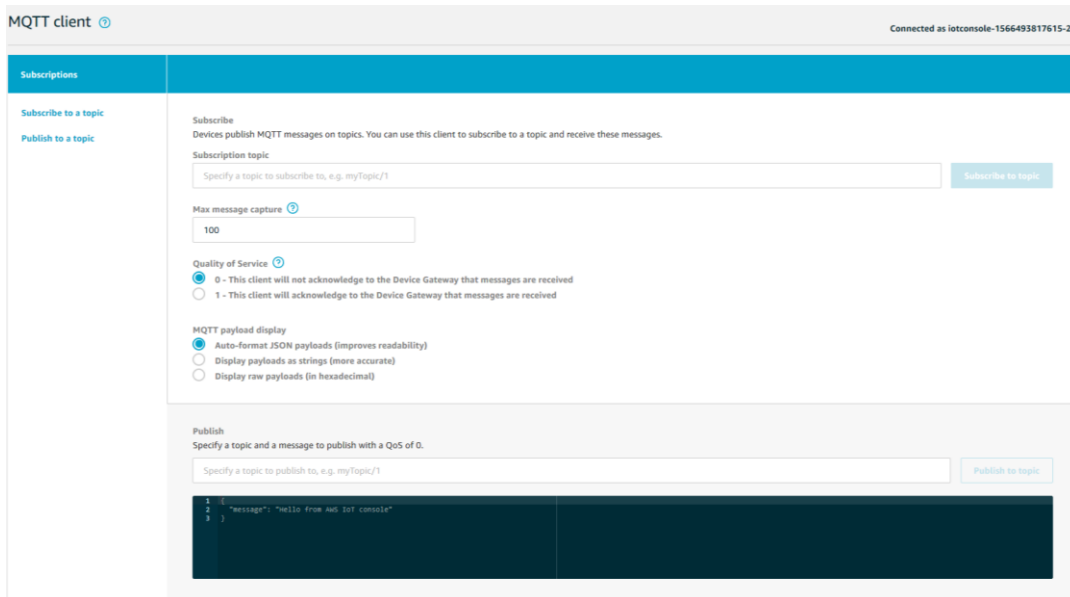 MQTT client
Connected as iotconsole-1566493817615-2
Subscriptions
Subscribe to a topic
Publish to a topic
Subscribe
Devices publish MQTT messages on topics. You can use this client to subscribe to a topic and receive these messages.
Subscription topic
Specify a topic to subscribe to, e.g. myTopic/1
Subscribe to topic
Max message capture ?
100
Quality of Service ?
0 - This client will not acknowledge to the Device Gateway that messages are received
1 - This client will acknowledge to the Device Gateway that messages are received
MQTT payload display
Auto-format JSON payloads (improves readability)
Display payloads as strings (more accurate)
Display raw payloads (in hexadecimal)
Publish
Specify a topic and a message to publish with a QoS of 0.
Specify a topic to publish to, e.g. myTopic/1
Publish to topic
1 {
2 "message": "Hello from AWS IoT console"
3 }